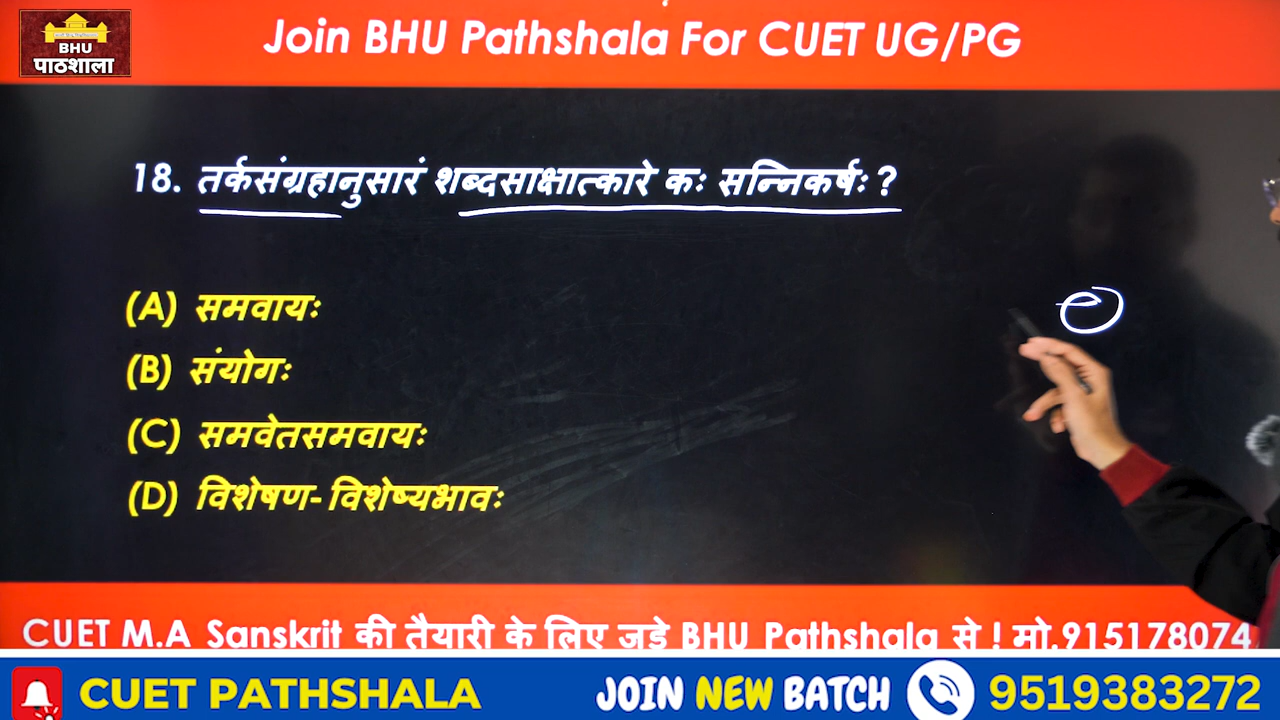 BHU
पाठशाला
Join BHU Pathshala For CUET UG/PG
18. तर्कसंग्रहानुसारं शब्दसाक्षात्कारे कः सन्निकर्षः ?
(A) समवायः
(B) संयोगः
(C) समवेतसमवायः
(D) विशेषण- विशेष्यभावः
CUET M.A Sanskrit की तैयारी के लिए जुड़े BHU Pathshala से ! मो.915178074
CUET PATHSHALA
JOIN NEW BATCH
9519383272